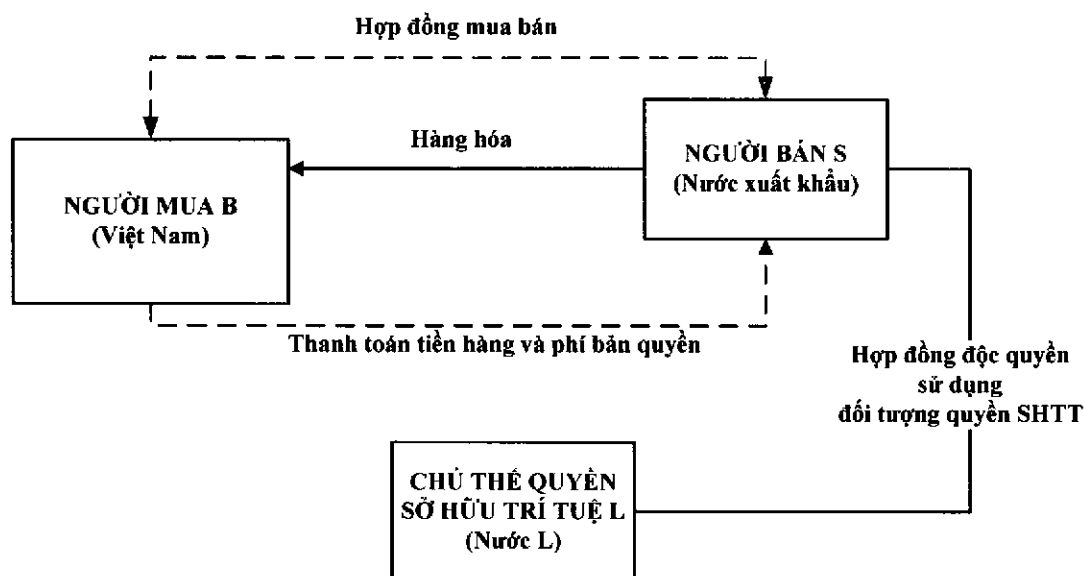 Hợp đồng mua bán
NGƯỜI BÁN S
(Nước xuất khẩu)
Hàng hóa
NGƯỜI MUA B
(Việt Nam)
Thanh toán tiền hàng và phí bản quyền
Hợp đồng độc quyền
sử dụng
đối tượng quyền SHTT
CHỦ THỂ QUYỀN
SỞ HỮU TRÍ TUỆ L
(Nước L)